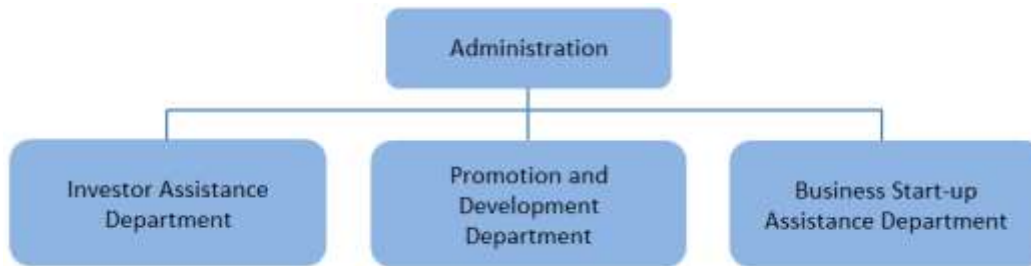 Administration
Investor Assistance
Department
Promotion and
Development
Department
Business Start-up
Assistance Department